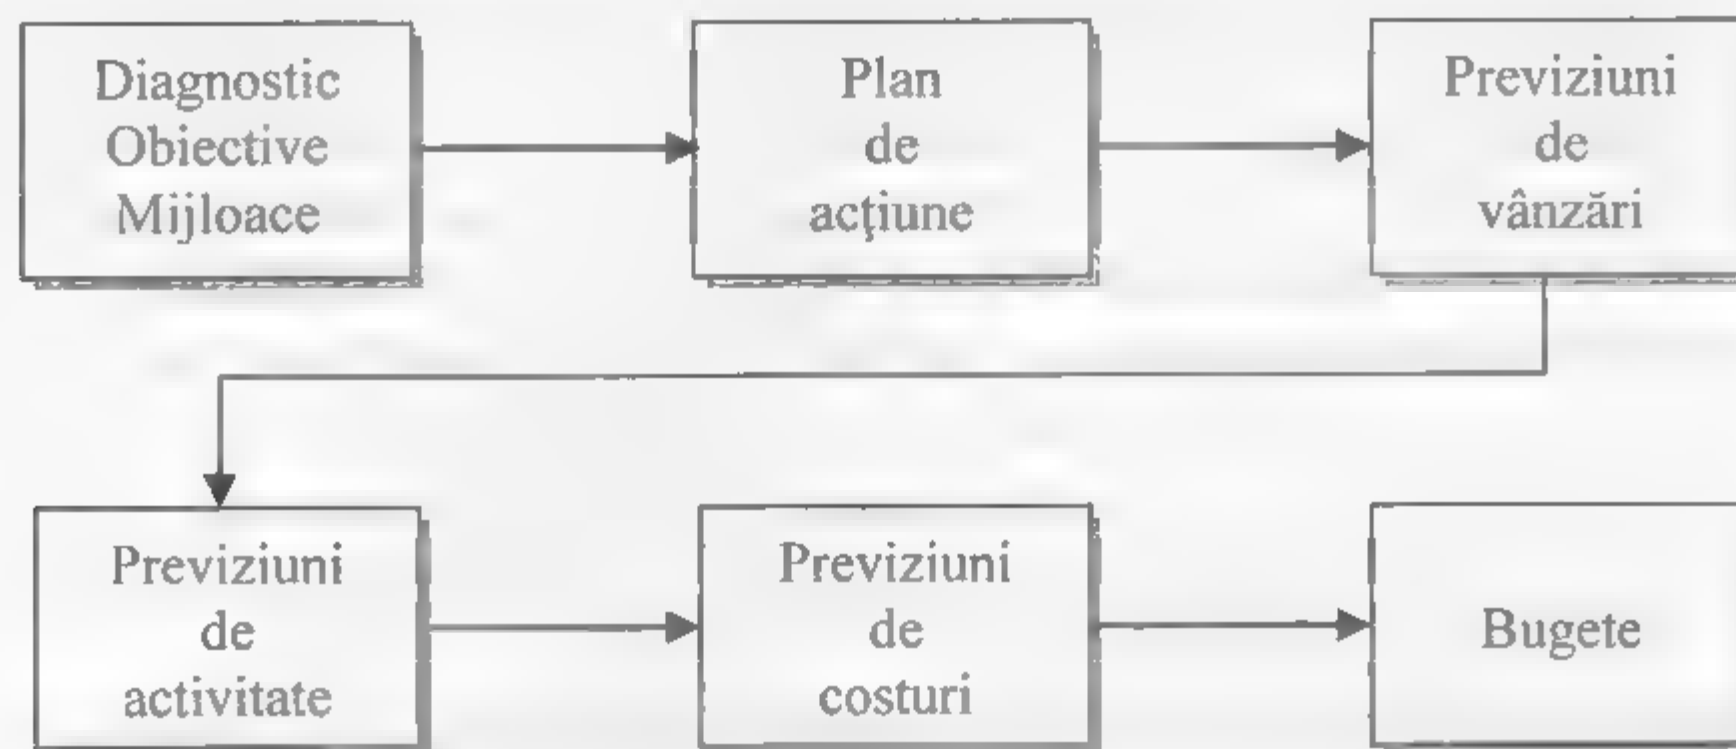 Diagnostic
Obiective
Mijloace
Plan
de
acţiune
Previziuni
de
vânzări
Previziuni
de
activitate
Previziuni
de
costuri
Bugete